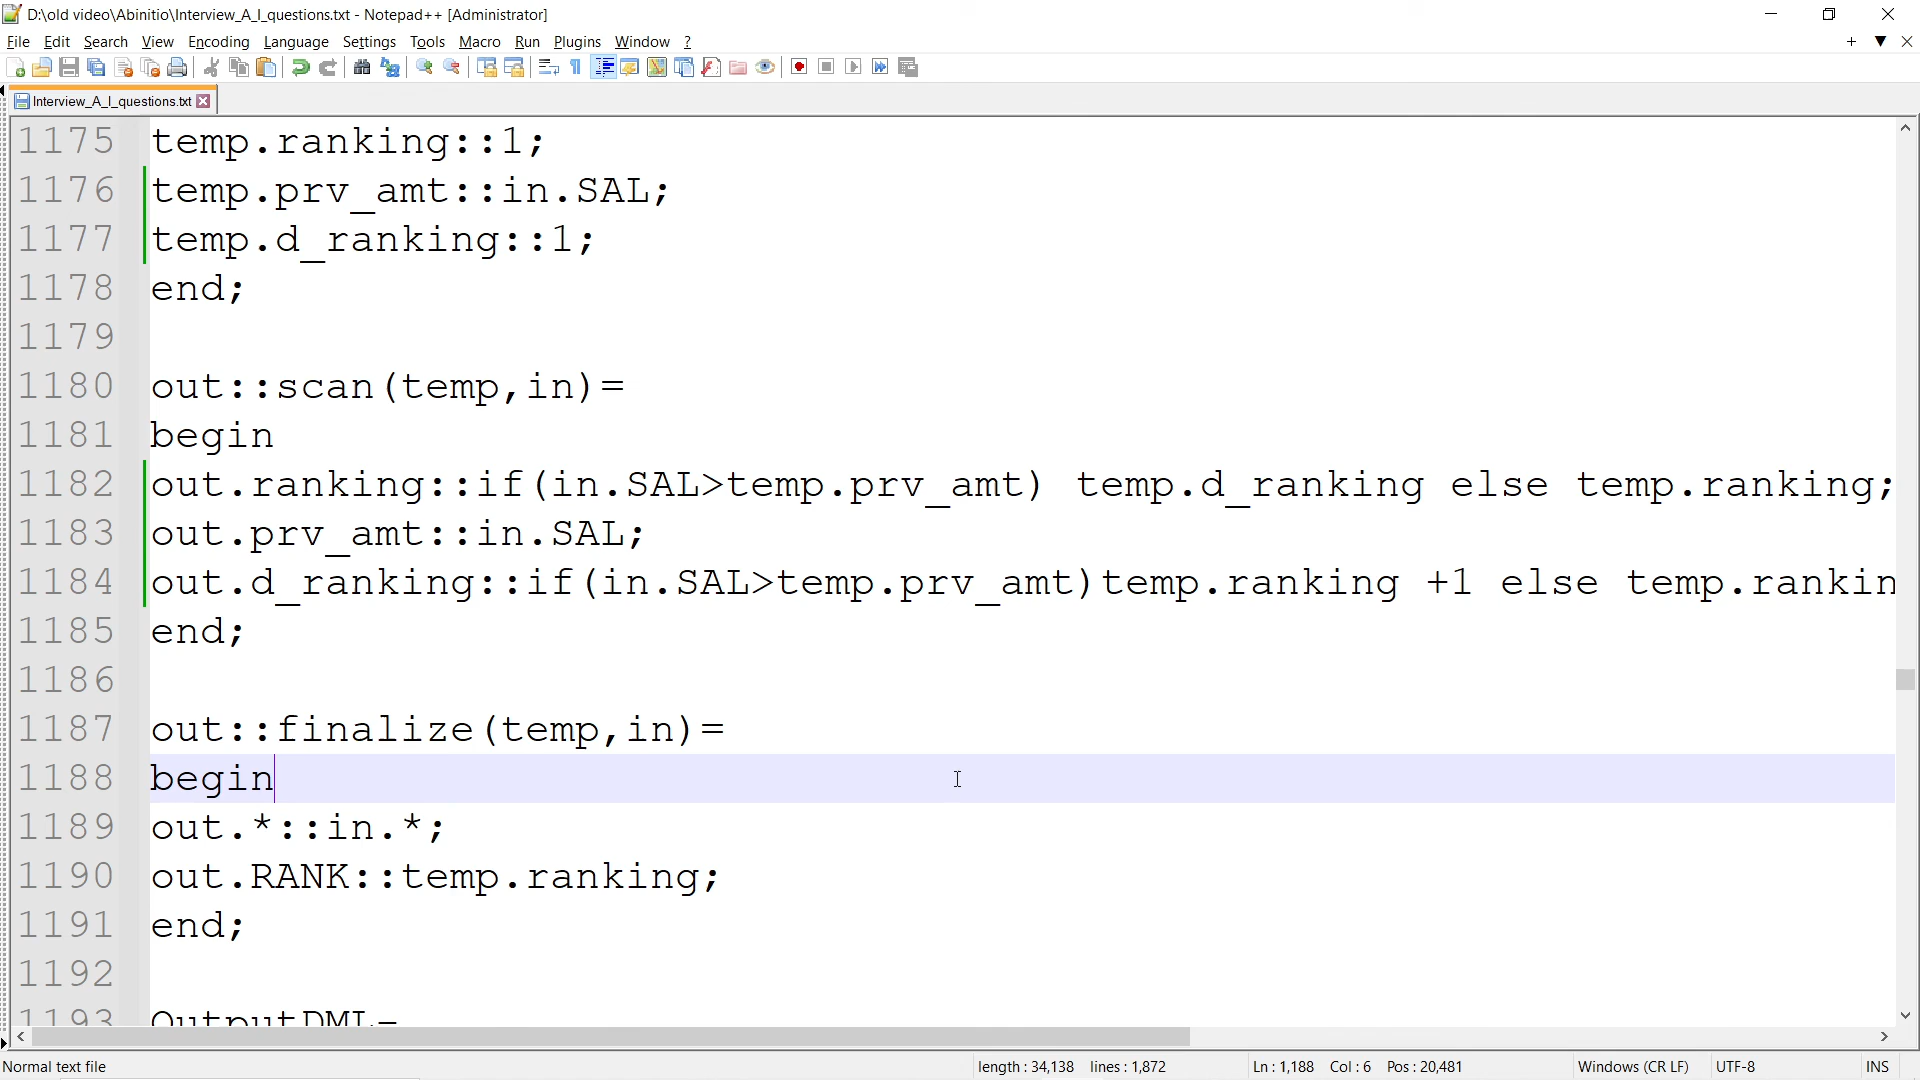 D:\old video\Abinitio\Interview_A_I_questions.txt - Notepad++ [Administrator]
File Edit Search View Encoding Language Settings Tools Macro Run Plugins Window ?
Interview_A_I_questions.txt
1175 temp.ranking::1;
1176 temp.prv_amt::in.SAL;
1177 temp.d_ranking::1;
1178 end;
1179
1180 out::scan(temp,in)=
1181 begin
1182 out.ranking::if(in.SAL>temp.prv_amt) temp.d_ranking else temp.ranking;
1183 out.prv_amt::in.SAL;
1184 out.d_ranking::if(in.SAL>temp.prv_amt)temp.ranking +1 else temp.rankin
1185 end;
1186
1187 out::finalize(temp,in)=
1188 begin
1189 out.*::in.*;
1190 out.RANK::temp.ranking;
1191 end;
1192
1193 OutputDML-
Normal text file length : 34,138 lines : 1,872 Ln : 1,188 Col : 6 Pos : 20,481 Windows (CR LF) UTF-8 INS